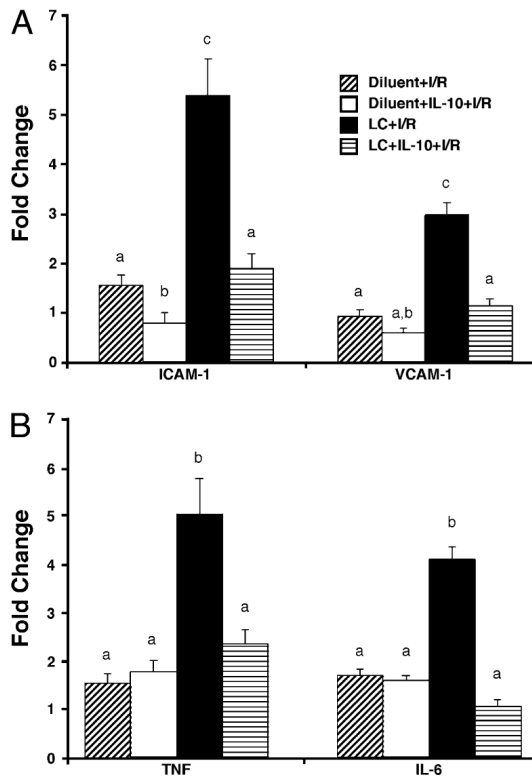 A
Fold Change
7
6
5
4
3
2
1
0
c
a
b
a
c
a
a,b
a
Diluent+I/R
Diluent+IL-10+I/R
LC+I/R
LC+IL-10+I/R
ICAM-1
VCAM-1
B
Fold Change
7
6
5
4
3
2
1
0
b
a
a
a
b
a
a
a
TNF
IL-6